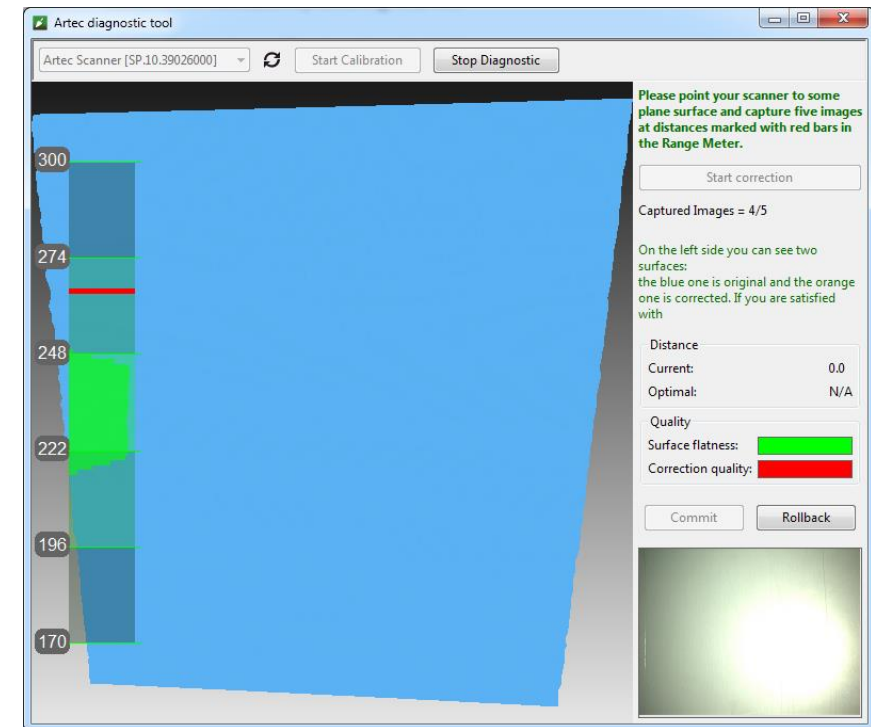 Artec diagnostic tool
Artec Scanner [SP.10.39026000]
Start Calibration
Stop Diagnostic
Please point your scanner to some
plane surface and capture five images
at distances marked with red bars in
the Range Meter.
Start correction
Captured Images = 4/5
On the left side you can see two
surfaces:
the blue one is original and the orange
one is corrected. If you are satisfied
with
Distance
Current: 0.0
Optimal: N/A
Quality
Surface flatness:
Correction quality:
Commit
Rollback
300
274
248
222
196
170